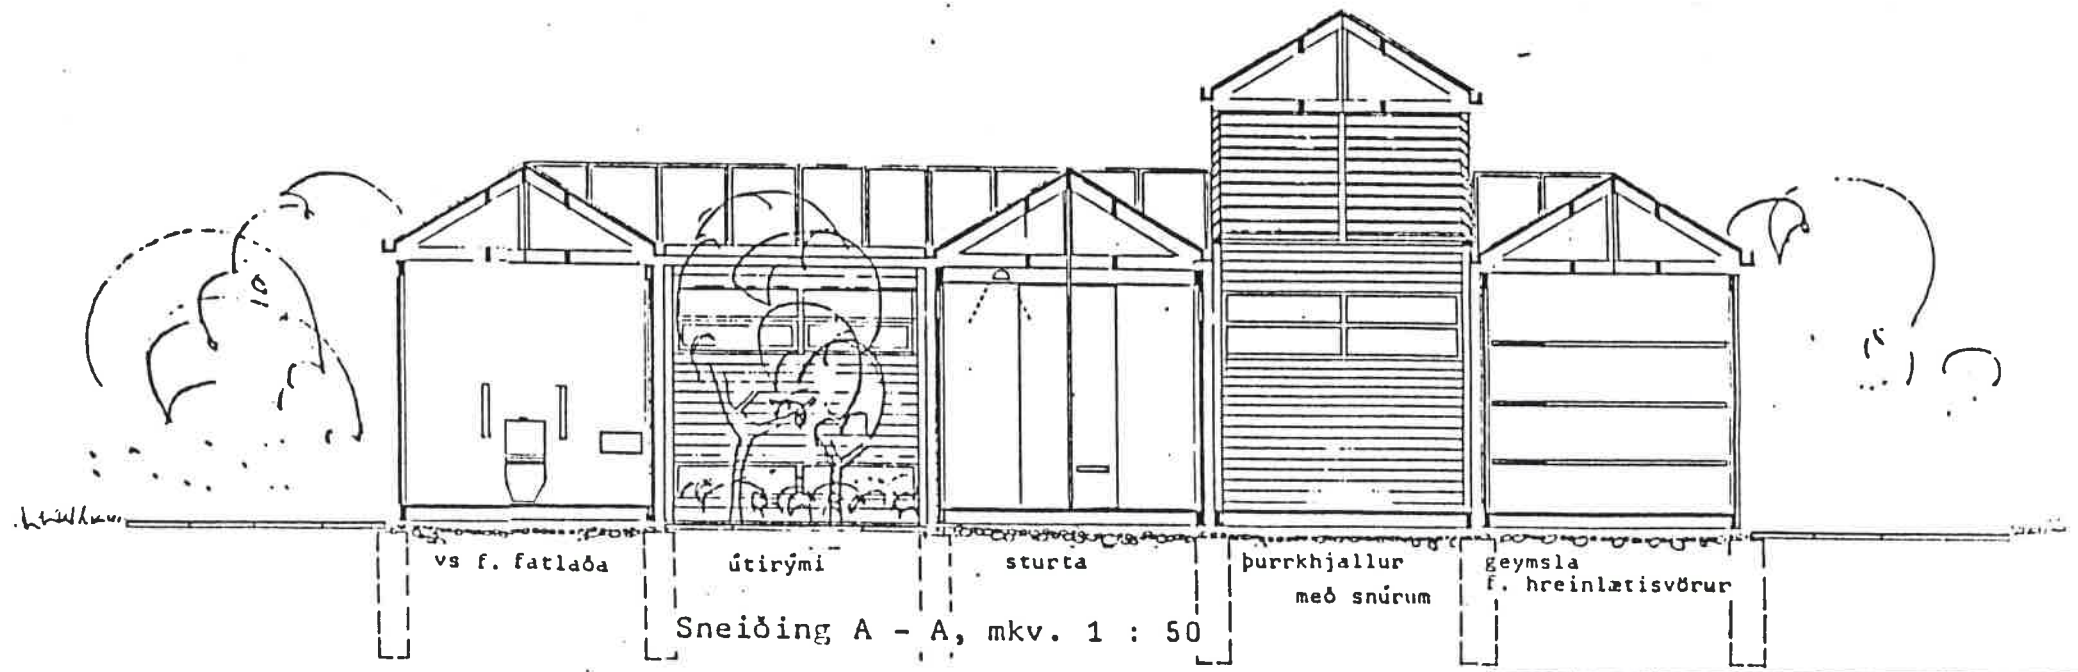 vs f. fatlaða
útirými
sturta
þurrkhjallur
með snúrum
geymsla
f. hreinlætisvörur
Sneiðing A - A, mkv. 1 : 50